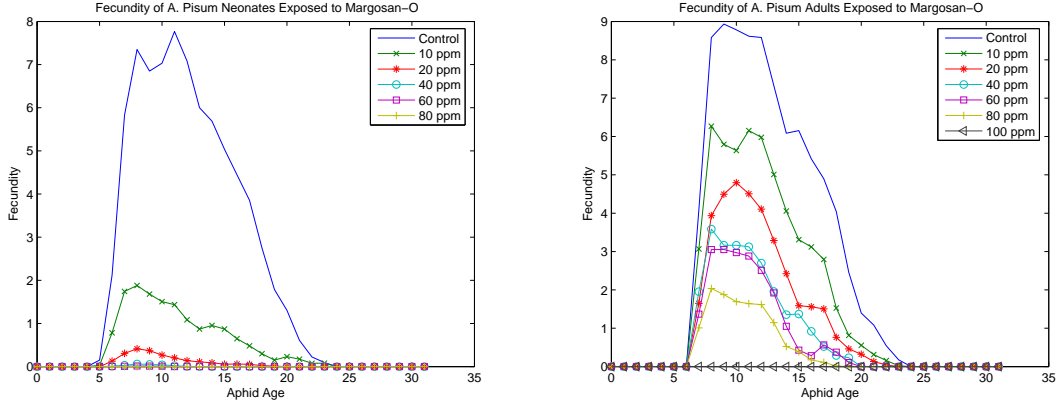 Fecundity of A. Pisum Neonates Exposed to Margosan-O
8
7
6
5
4
3
2
1
0
Fecundity
0 5 10 15 20 25 30 35
Aphid Age
Control
10 ppm
20 ppm
40 ppm
60 ppm
80 ppm
Fecundity of A. Pisum Adults Exposed to Margosan-O
9
8
7
6
5
4
3
2
1
0
Fecundity
0 5 10 15 20 25 30 35
Aphid Age
Control
10 ppm
20 ppm
40 ppm
60 ppm
80 ppm
100 ppm